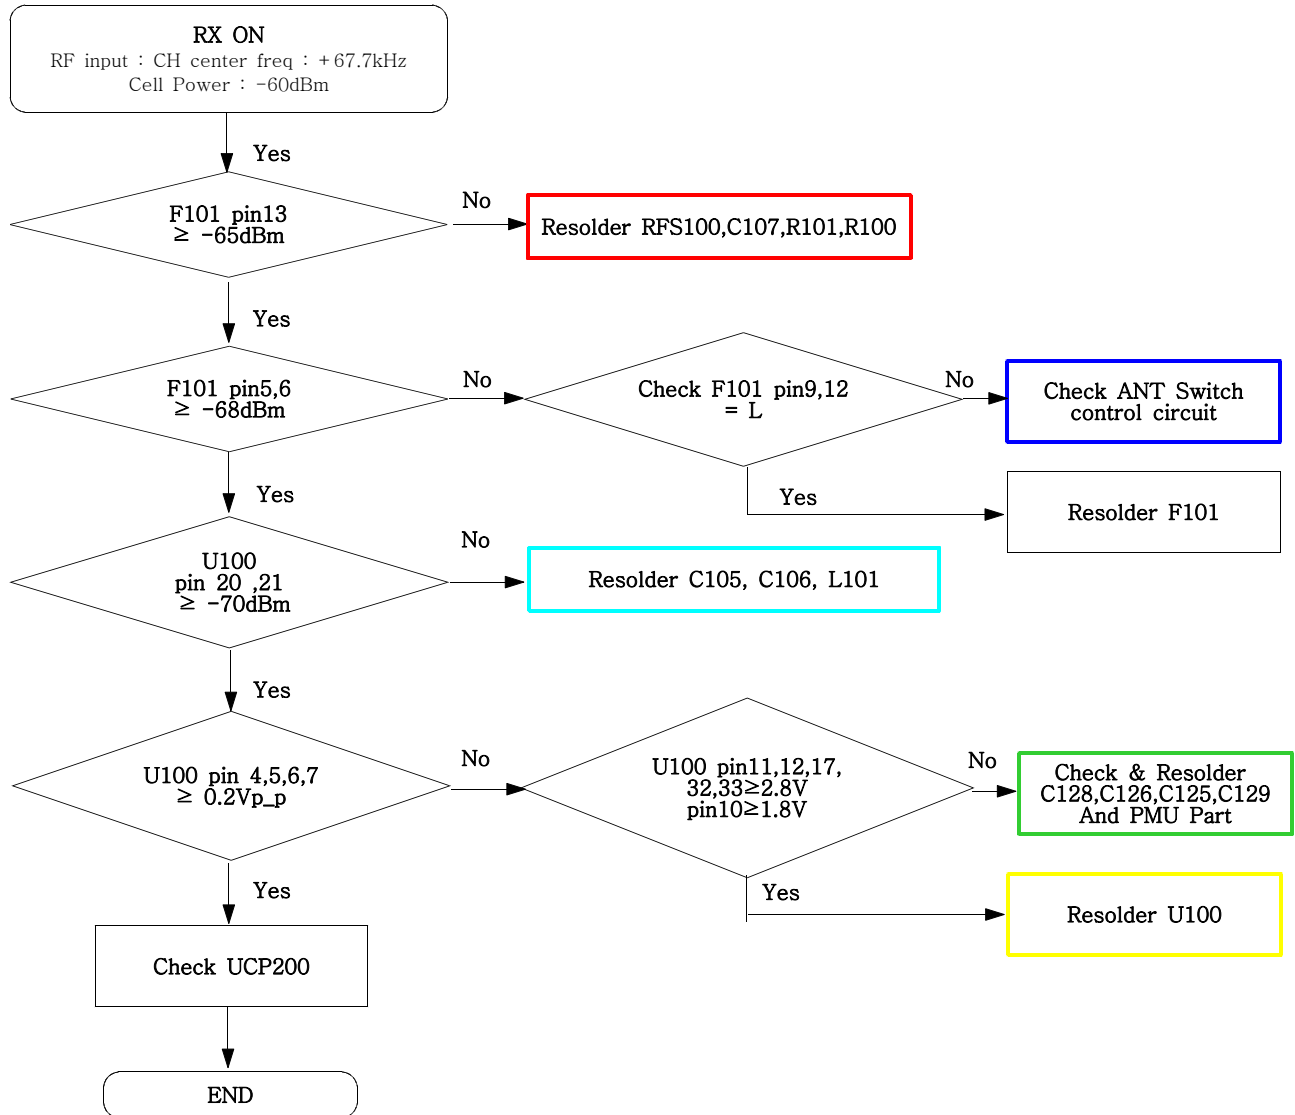 RX ON
RF input : CH center freq : +67.7kHz
Cell Power : -60dBm
Yes
F101 pin13
≥ -65dBm
No
Resolder RFS100,C107,R101,R100
Yes
F101 pin5,6
≥ -68dBm
No
Check F101 pin9,12
= L
No
Check ANT Switch
control circuit
Yes
Resolder F101
Yes
U100
pin 20 ,21
≥ -70dBm
No
Resolder C105, C106, L101
Yes
U100 pin 4,5,6,7
≥ 0.2Vp_p
No
U100 pin11,12,17,
32,33≥2.8V
pin10≥1.8V
No
Check & Resolder
C128,C126,C125,C129
And PMU Part
Yes
Resolder U100
Yes
Check UCP200
END